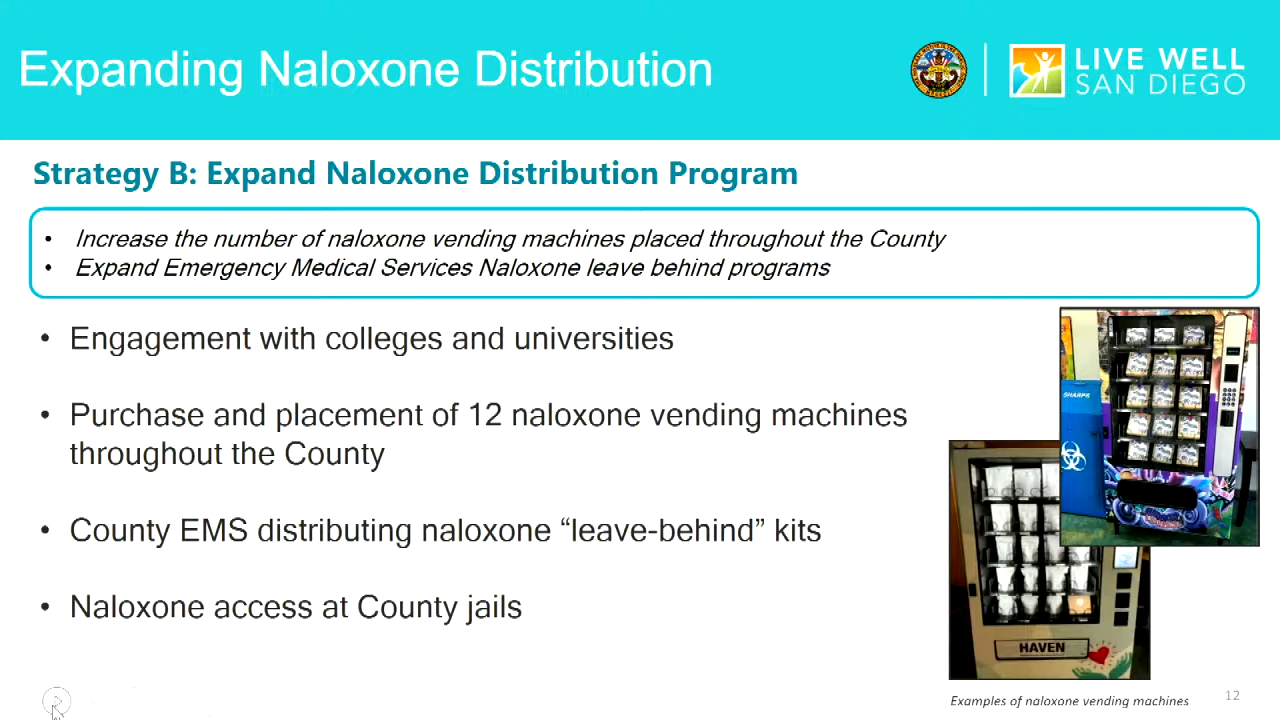 Expanding Naloxone Distribution
LIVE WELL
SAN DIEGO
Strategy B: Expand Naloxone Distribution Program
• Increase the number of naloxone vending machines placed throughout the County
• Expand Emergency Medical Services Naloxone leave behind programs
• Engagement with colleges and universities
• Purchase and placement of 12 naloxone vending machines
throughout the County
• County EMS distributing naloxone “leave-behind” kits
• Naloxone access at County jails
SHARPS
HAVEN
Examples of naloxone vending machines
12